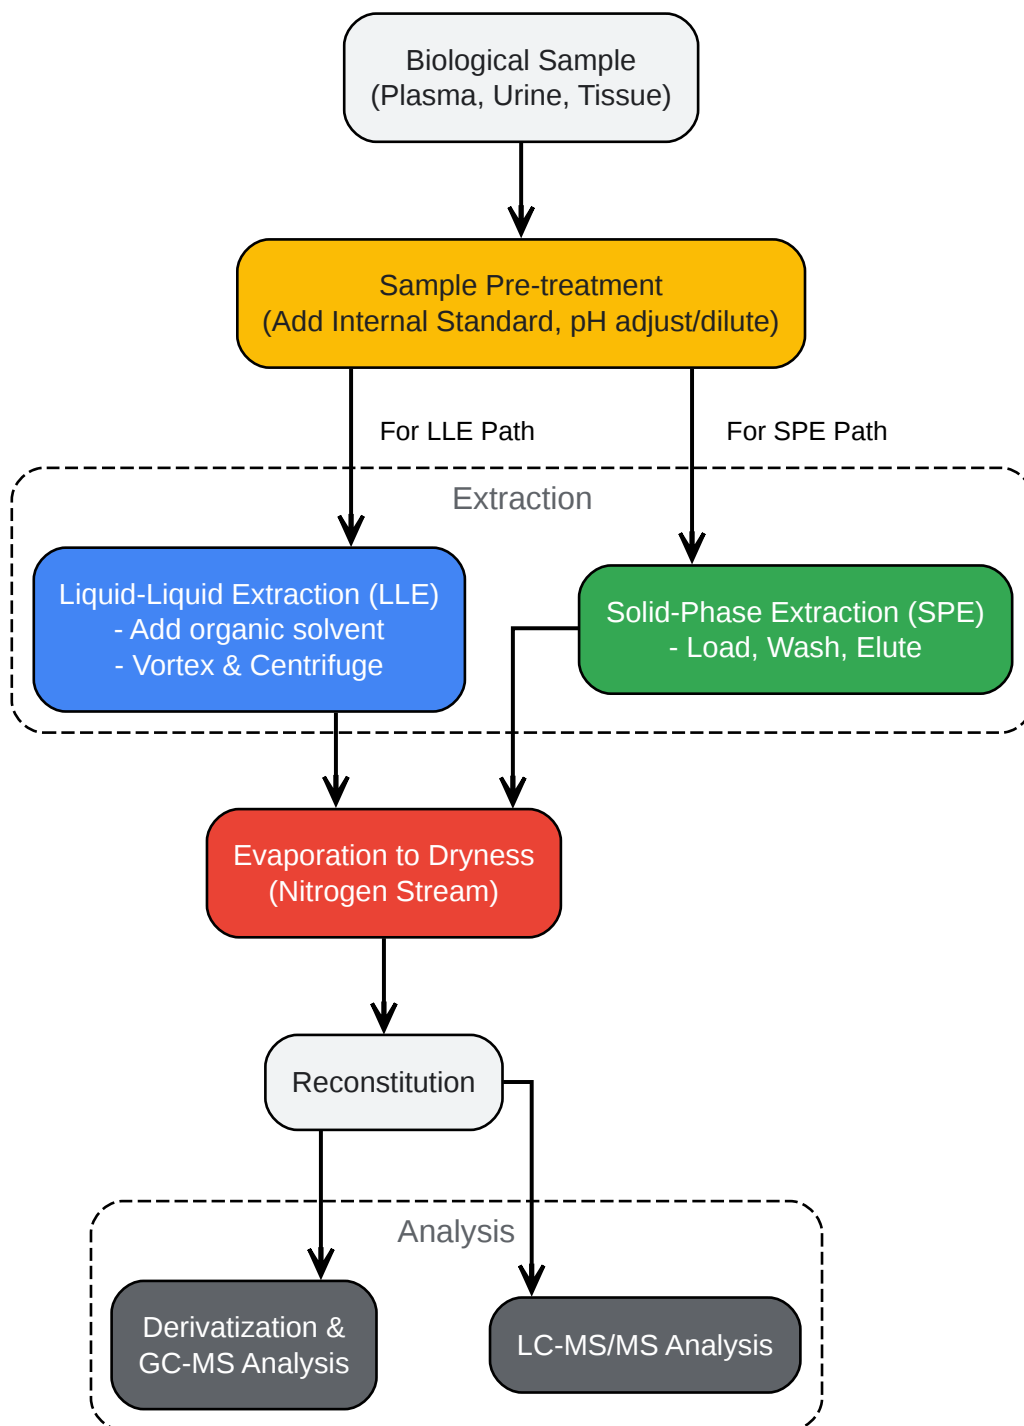 Biological Sample
(Plasma, Urine, Tissue)
Sample Pre-treatment
(Add Internal Standard, pH adjust/dilute)
For LLE Path
For SPE Path
Extraction
Liquid-Liquid Extraction (LLE)
- Add organic solvent
- Vortex & Centrifuge
Solid-Phase Extraction (SPE)
- Load, Wash, Elute
Evaporation to Dryness
(Nitrogen Stream)
Reconstitution
Analysis
Derivatization &
GC-MS Analysis
LC-MS/MS Analysis